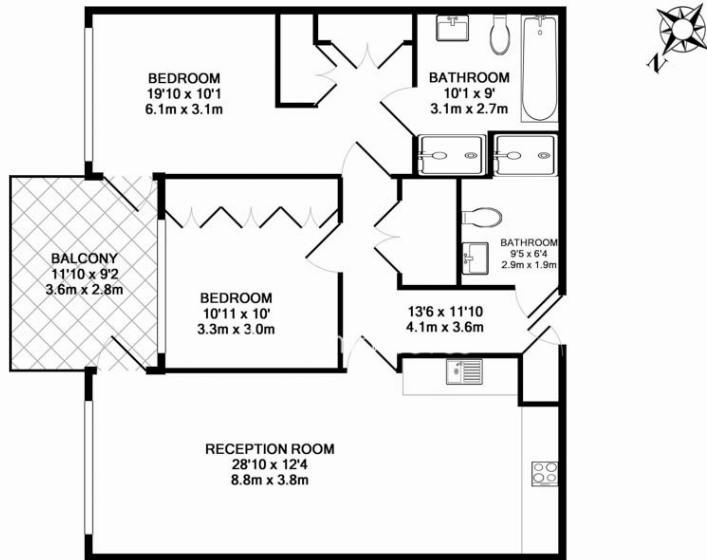 N
BEDROOM
19'10 x 10'1
6.1m x 3.1m
BATHROOM
10'1 x 9'
3.1m x 2.7m
BALCONY
11'10 x 9'2
3.6m x 2.8m
BATHROOM
9'5 x 6'4
2.9m x 1.9m
BEDROOM
10'11 x 10'
3.3m x 3.0m
13'6 x 11'10
4.1m x 3.6m
RECEPTION ROOM
28'10 x 12'4
8.8m x 3.8m